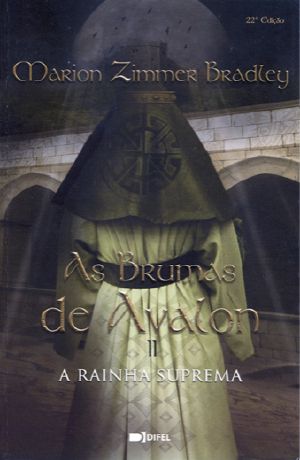 22ª Edição
Marion Zimmer Bradley
As Brumas
de Avalon
II
A RAINHA SUPREMA
DIFEL